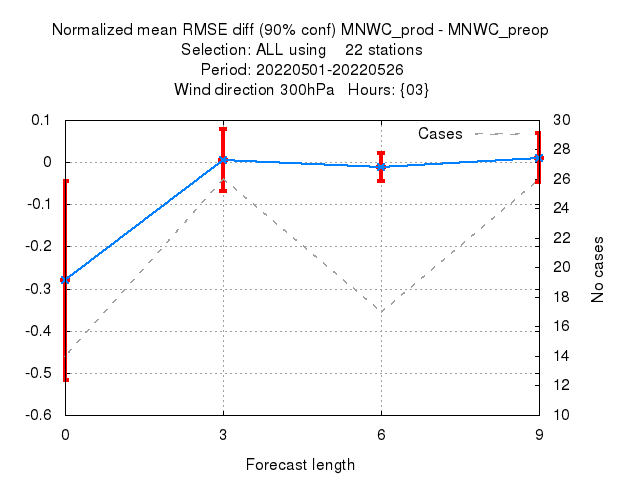 Normalized mean RMSE diff (90% conf) MNWC_prod - MNWC_preop
Selection: ALL using    22 stations
Period: 20220501-20220526
Wind direction 300hPa   Hours: {03}
Cases
0.1
0
-0.1
-0.2
-0.3
-0.4
-0.5
-0.6
30
28
26
24
22
20
18
16
14
12
10
No cases
0 3 6 9
Forecast length